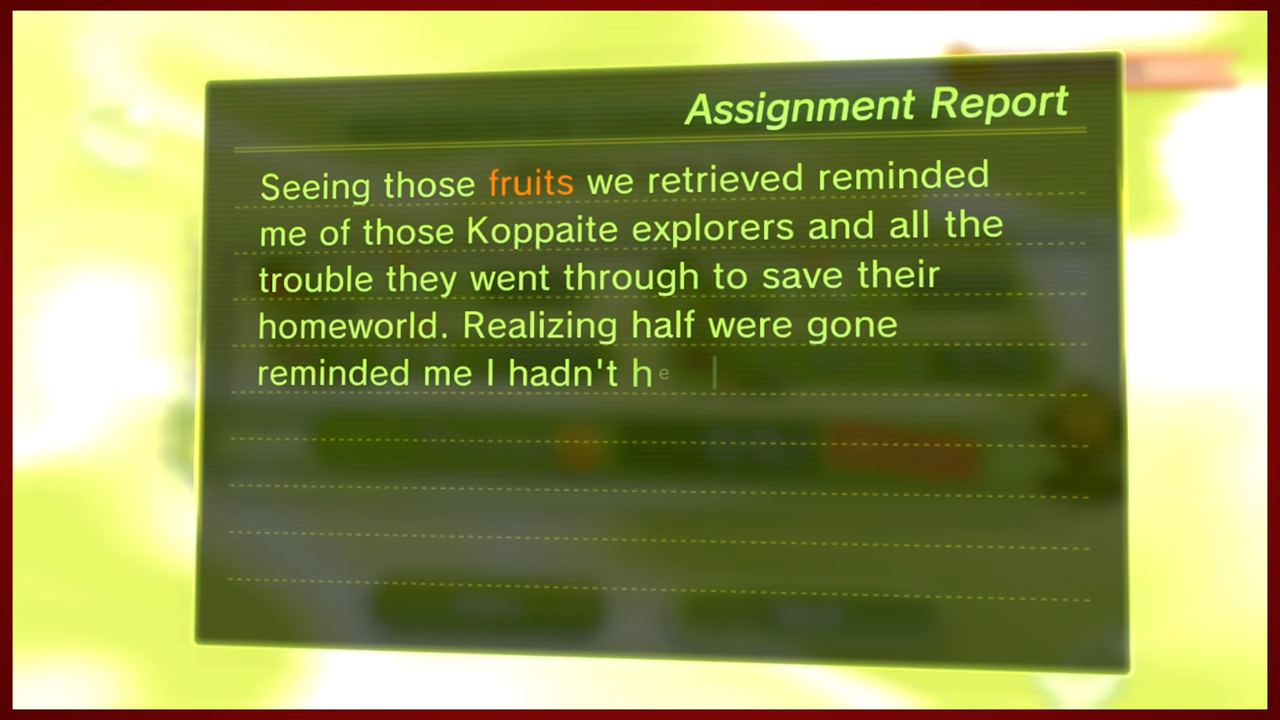 Assignment Report
Seeing those fruits we retrieved reminded
me of those Koppaite explorers and all the
trouble they went through to save their
homeworld. Realizing half were gone
reminded me I hadn't he